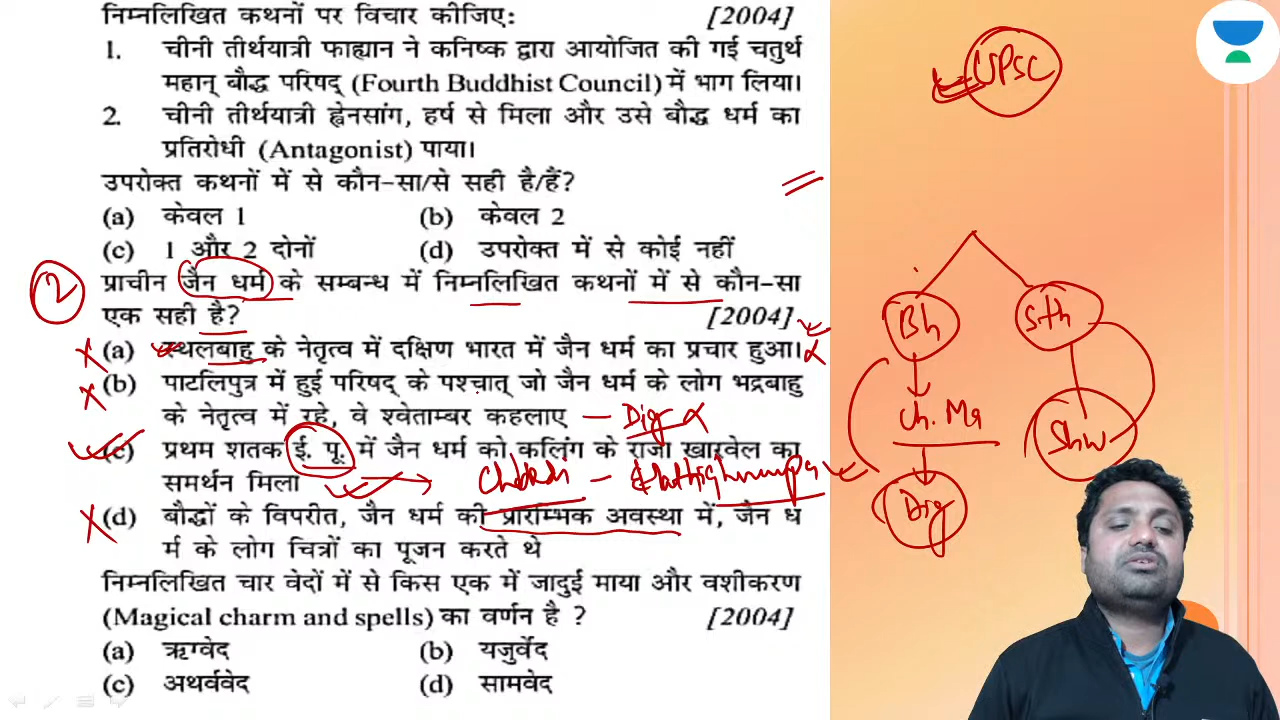 निम्नलिखित कथनों पर विचार कीजिए: [2004]
1. चीनी तीर्थयात्री फाह्यान ने कनिष्क द्वारा आयोजित की गई चतुर्थ
महान् बौद्ध परिषद् (Fourth Buddhist Council) में भाग लिया।
2. चीनी तीर्थयात्री ह्वेनसांग, हर्ष से मिला और उसे बौद्ध धर्म का
प्रतिरोधी (Antagonist) पाया।
उपरोक्त कथनों में से कौन-सा/से सही है/हैं?
(a) केवल 1 (b) केवल 2
(c) 1 और 2 दोनों (d) उपरोक्त में से कोई नहीं
2 प्राचीन जैन धर्म के सम्बन्ध में निम्नलिखित कथनों में से कौन-सा
एक सही है? [2004]
(a) स्थलबाहु के नेतृत्व में दक्षिण भारत में जैन धर्म का प्रचार हुआ।
(b) पाटलिपुत्र में हुई परिषद् के पश्चात् जो जैन धर्म के लोग भद्रबाहु
के नेतृत्व में रहे, वे श्वेताम्बर कहलाए – Dig
(c) प्रथम शतक ई. पू. में जैन धर्म को कलिंग के राजा खारवेल का
समर्थन मिला
(d) बौद्धों के विपरीत, जैन धर्म की प्रारम्भिक अवस्था में, जैन ध
र्म के लोग चित्रों का पूजन करते थे
निम्नलिखित चार वेदों में से किस एक में जादुई माया और वशीकरण
(Magical charm and spells) का वर्णन है ? [2004]
(a) ऋग्वेद (b) यजुर्वेद
(c) अथर्ववेद (d) सामवेद
UPSC
Bh Sth
Ch. Ma
Shw
Dig